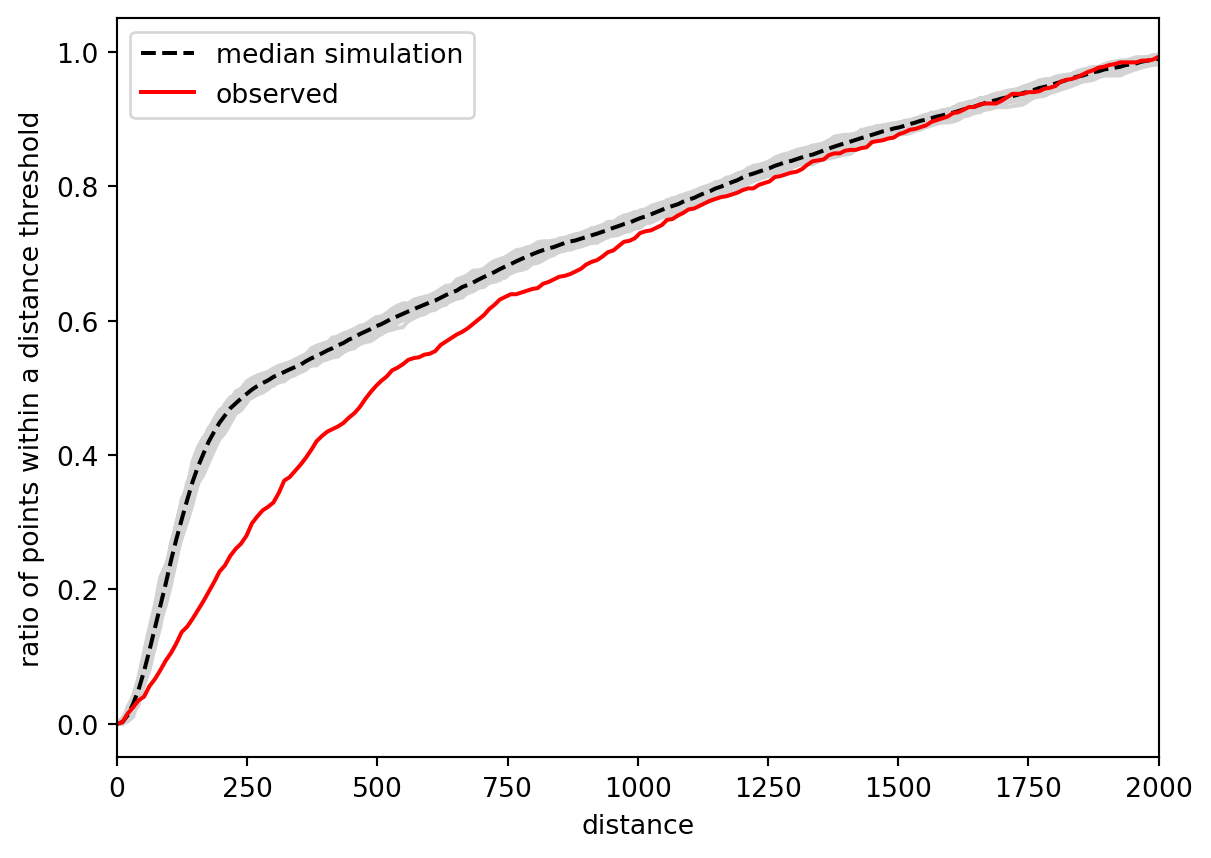 median simulation
observed
ratio of points within a distance threshold
1.0
0.8
0.6
0.4
0.2
0.0
0 250 500 750 1000 1250 1500 1750 2000
distance